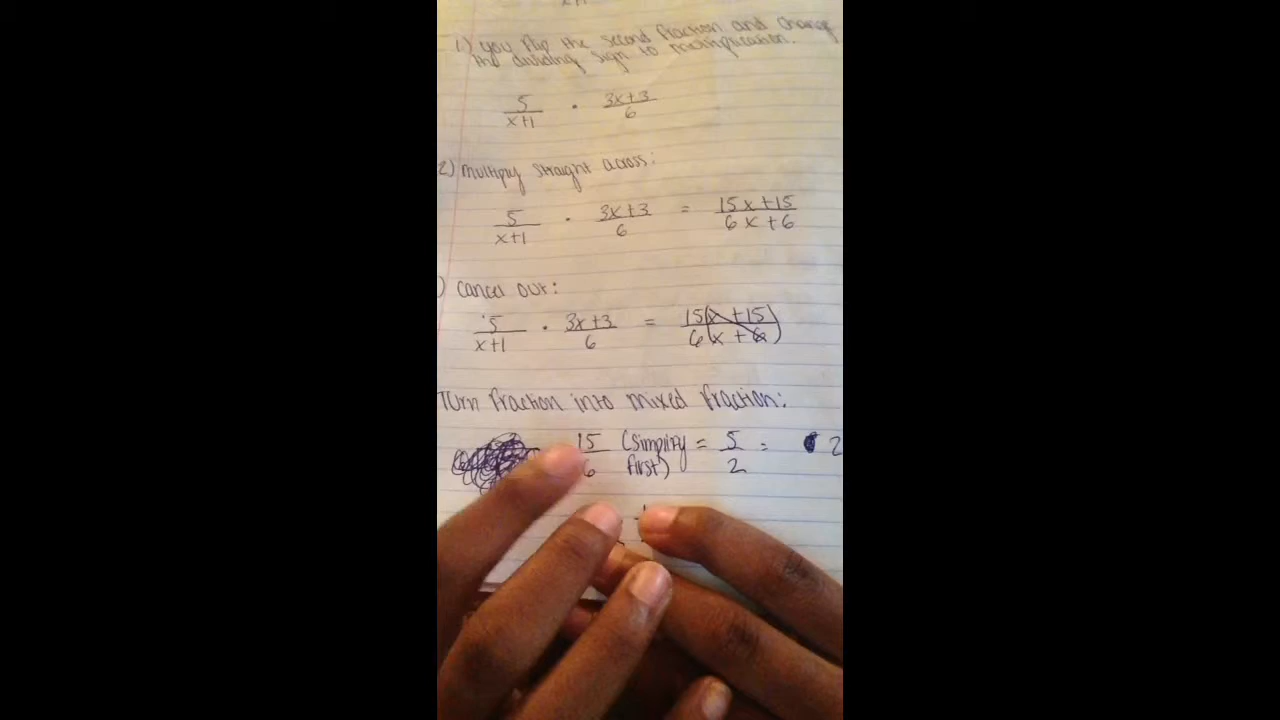 x+1
1) you flip the second fraction and change
the dividing sign to multiplication.
5/x+1 · 3x+3/6
2) multiply straight across:
5/x+1 · 3x+3/6 = 15x+15/6x+6
) cancel out:
5/x+1 · 3x+3/6 = 15(x+15)/6(x+6)
Turn fraction into mixed fraction:
15/6 (simplify first) = 5/2 = 2